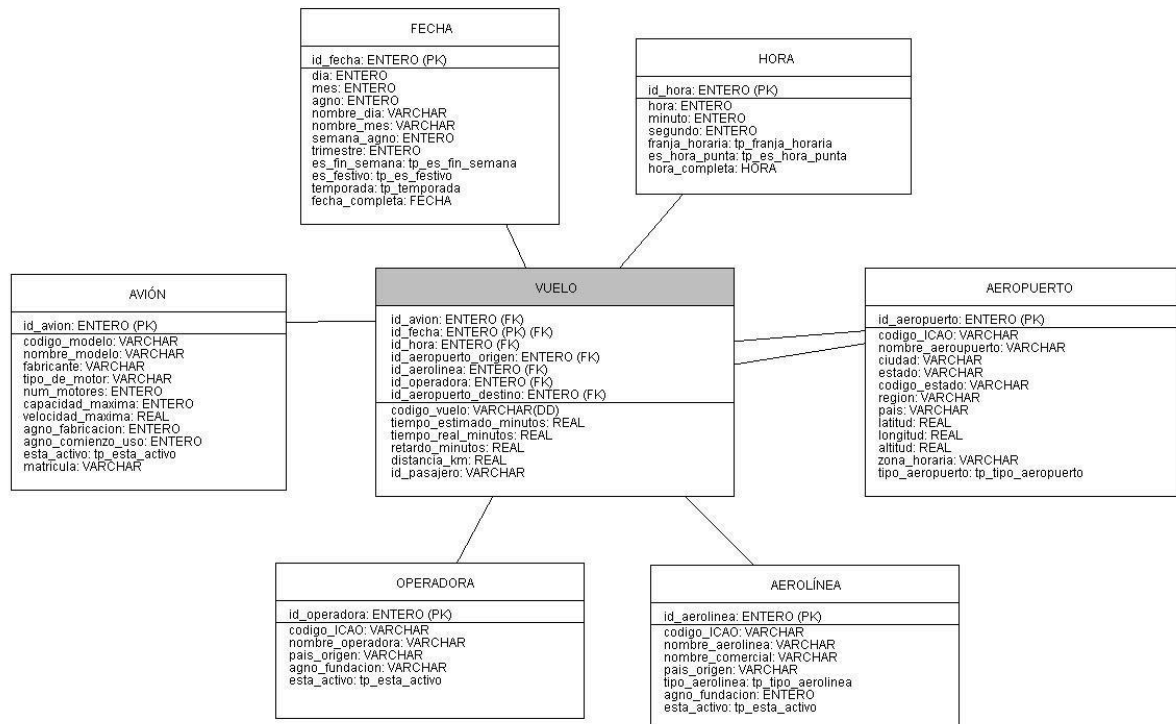 FECHA
id_fecha: ENTERO (PK)
dia: ENTERO
mes: ENTERO
agno: ENTERO
nombre_dia: VARCHAR
nombre_mes: VARCHAR
semana_agno: ENTERO
trimestre: ENTERO
es_fin_semana: tp_es_fin_semana
es_festivo: tp_es_festivo
temporada: tp_temporada
fecha_completa: FECHA
HORA
id_hora: ENTERO (PK)
hora: ENTERO
minuto: ENTERO
segundo: ENTERO
franja_horaria: tp_franja_horaria
es_hora_punta: tp_es_hora_punta
hora_completa: HORA
AVIÓN
id_avion: ENTERO (PK)
codigo_modelo: VARCHAR
nombre_modelo: VARCHAR
fabricante: VARCHAR
tipo_de_motor: VARCHAR
num_motores: ENTERO
capacidad_maxima: ENTERO
velocidad_maxima: REAL
agno_fabricacion: ENTERO
agno_comienzo_uso: ENTERO
esta_activo: tp_esta_activo
matricula: VARCHAR
VUELO
id_avion: ENTERO (FK)
id_fecha: ENTERO (PK) (FK)
id_hora: ENTERO (FK)
id_aeropuerto_origen: ENTERO (FK)
id_aerolinea: ENTERO (FK)
id_operadora: ENTERO (FK)
id_aeropuerto_destino: ENTERO (FK)
codigo_vuelo: VARCHAR(DD)
tiempo_estimado_minutos: REAL
tiempo_real_minutos: REAL
retardo_minutos: REAL
distancia_km: REAL
id_pasajero: VARCHAR
AEROPUERTO
id_aeropuerto: ENTERO (PK)
codigo_ICAO: VARCHAR
nombre_aeroupuerto: VARCHAR
ciudad: VARCHAR
estado: VARCHAR
codigo_estado: VARCHAR
region: VARCHAR
pais: VARCHAR
latitud: REAL
longitud: REAL
altitud: REAL
zona_horaria: VARCHAR
tipo_aeropuerto: tp_tipo_aeropuerto
OPERADORA
id_operadora: ENTERO (PK)
codigo_ICAO: VARCHAR
nombre_operadora: VARCHAR
pais_origen: VARCHAR
agno_fundacion: VARCHAR
esta_activo: tp_esta_activo
AEROLÍNEA
id_aerolinea: ENTERO (PK)
codigo_ICAO: VARCHAR
nombre_aerolinea: VARCHAR
nombre_comercial: VARCHAR
pais_origen: VARCHAR
tipo_aerolinea: tp_tipo_aerolinea
agno_fundacion: ENTERO
esta_activo: tp_esta_activo